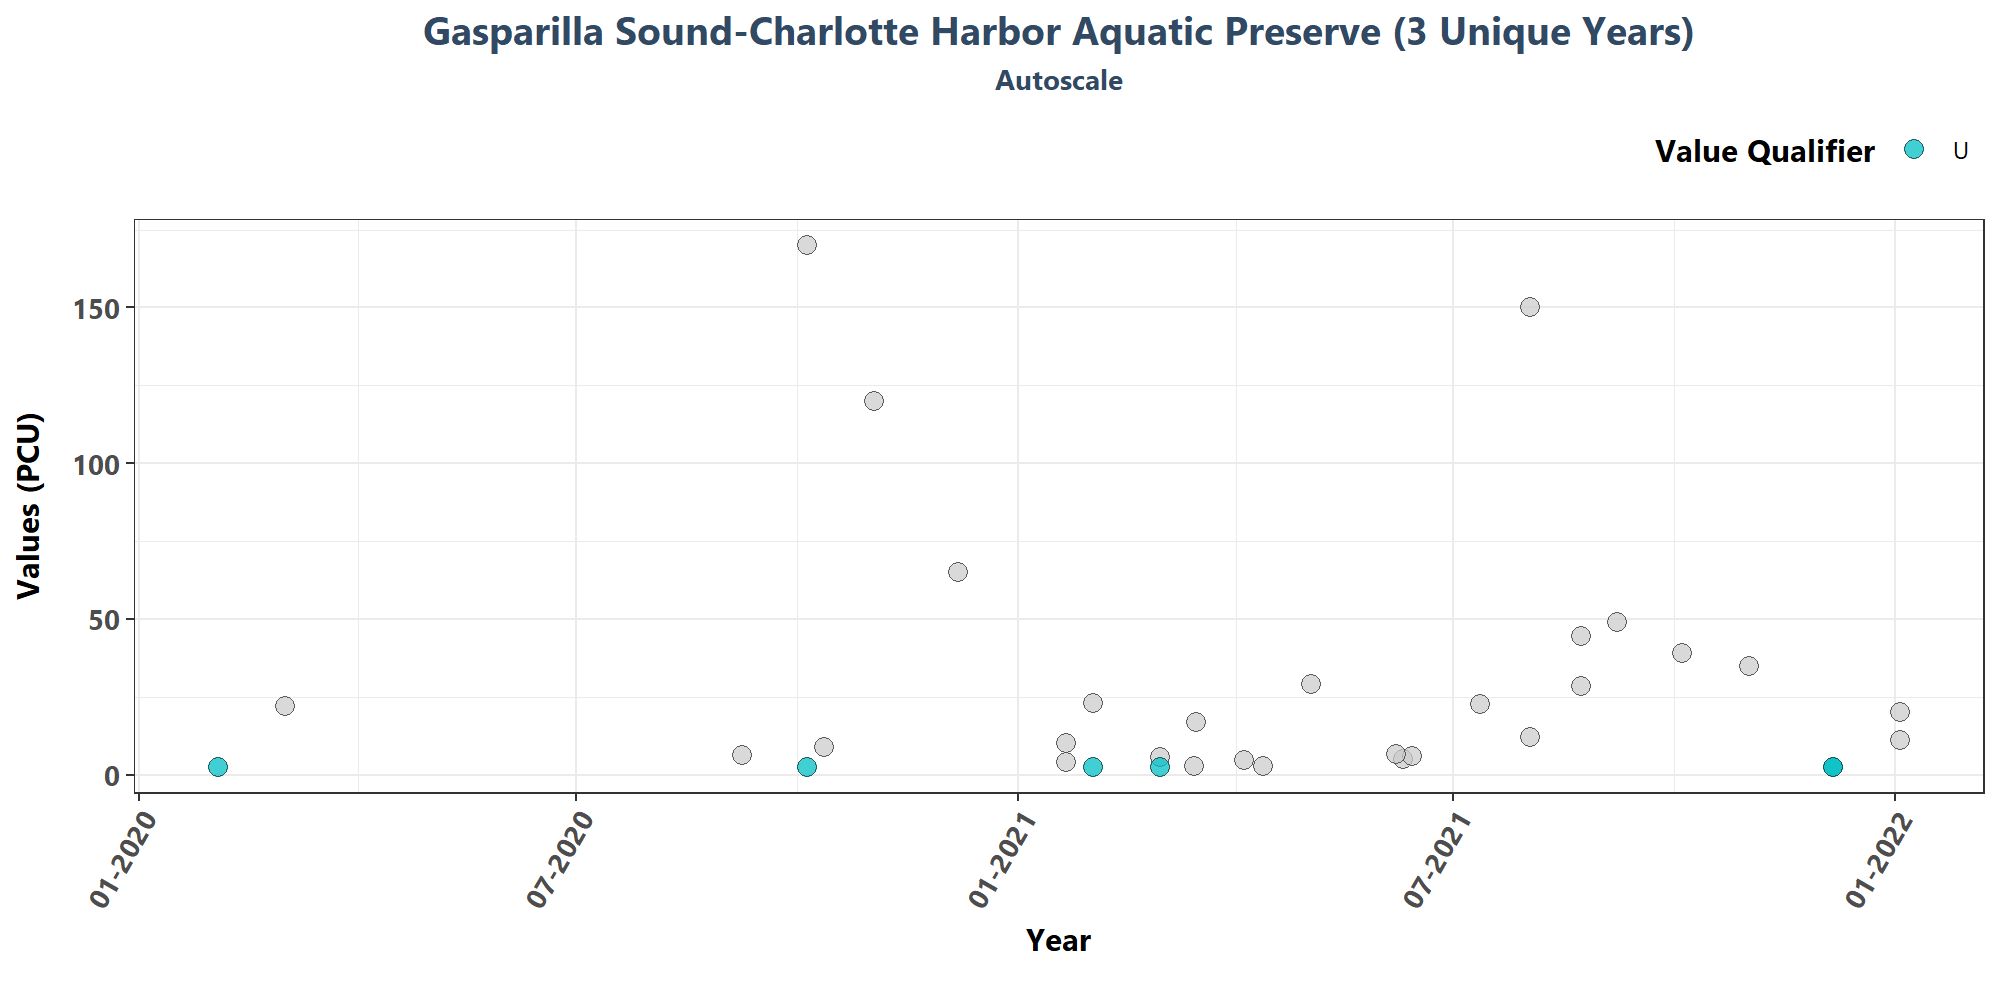 Gasparilla Sound-Charlotte Harbor Aquatic Preserve (3 Unique Years)
Autoscale
Value Qualifier U
Values (PCU)
150
100
50
0
01-2020
07-2020
01-2021
07-2021
01-2022
Year